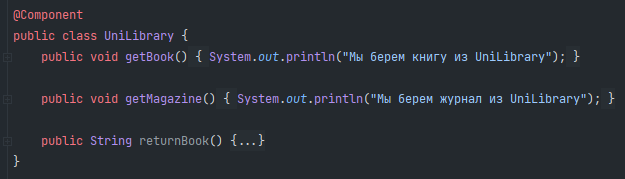 @Component
public class UniLibrary {
public void getBook() { System.out.println("Мы берем книгу из UniLibrary"); }
public void getMagazine() { System.out.println("Мы берем журнал из UniLibrary"); }
public String returnBook() {...}
}